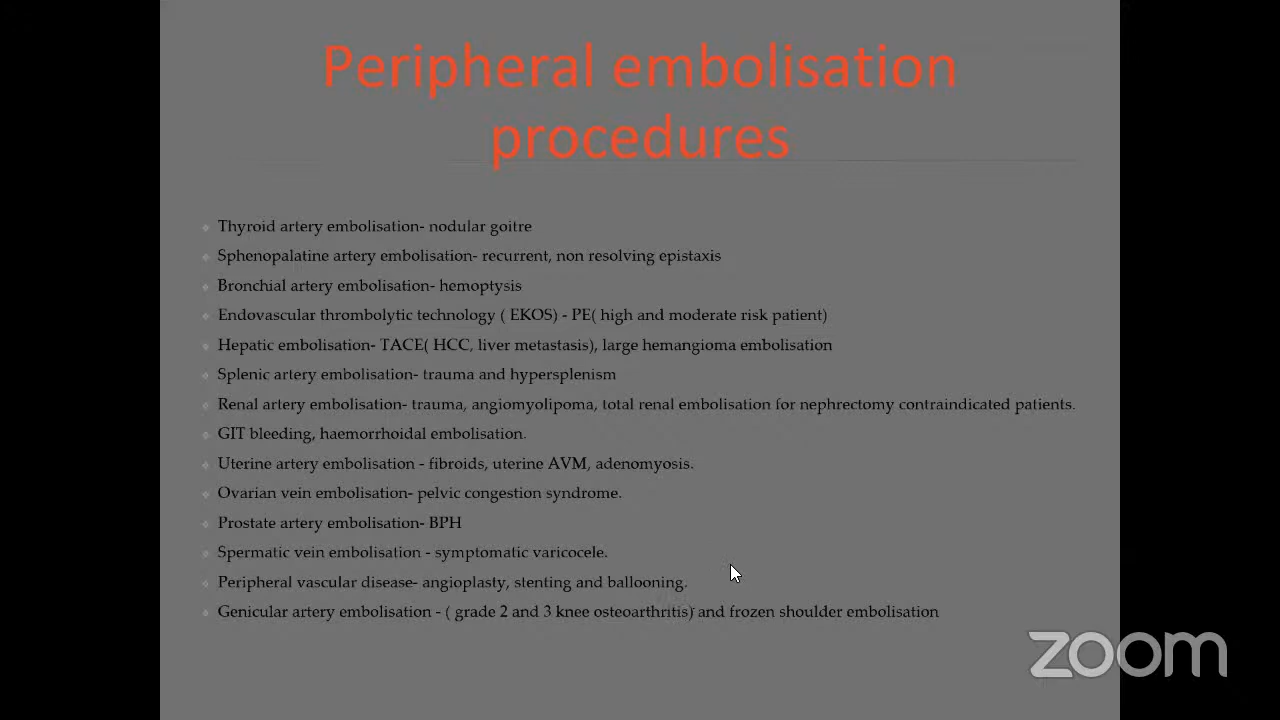 Peripheral embolisation
procedures
Thyroid artery embolisation- nodular goitre
Sphenopalatine artery embolisation- recurrent, non resolving epistaxis
Bronchial artery embolisation- hemoptysis
Endovascular thrombolytic technology ( EKOS) - PE( high and moderate risk patient)
Hepatic embolisation- TACE( HCC, liver metastasis), large hemangioma embolisation
Splenic artery embolisation- trauma and hypersplenism
Renal artery embolisation- trauma, angiomyolipoma, total renal embolisation for nephrectomy contraindicated patients.
GIT bleeding, haemorrhoidal embolisation.
Uterine artery embolisation - fibroids, uterine AVM, adenomyosis.
Ovarian vein embolisation- pelvic congestion syndrome.
Prostate artery embolisation- BPH
Spermatic vein embolisation - symptomatic varicocele.
Peripheral vascular disease- angioplasty, stenting and ballooning.
Genicular artery embolisation - ( grade 2 and 3 knee osteoarthritis) and frozen shoulder embolisation
zoom